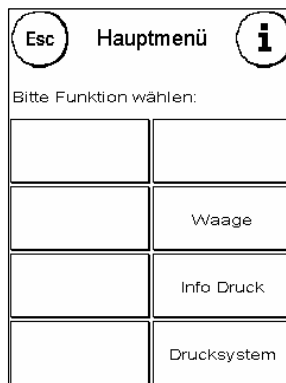 Esc Hauptmenü i
Bitte Funktion wählen:
Waage
Info Druck
Drucksystem